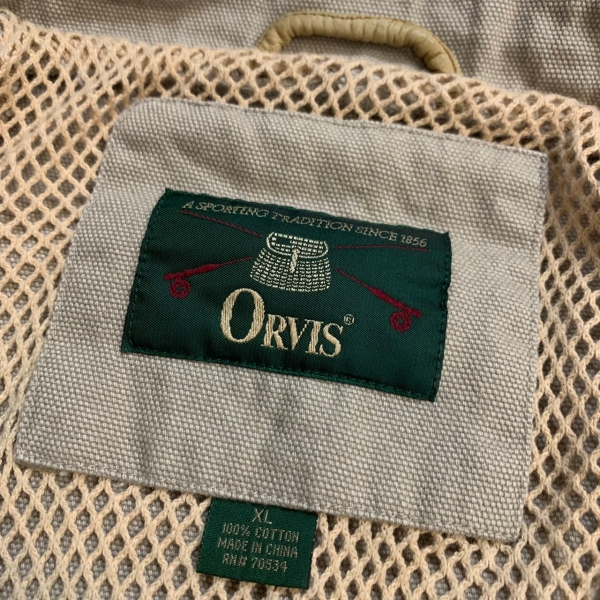 A SPORTING TRADITION SINCE 1856
ORVIS®
XL
100% COTTON
MADE IN CHINA
RN# 70534